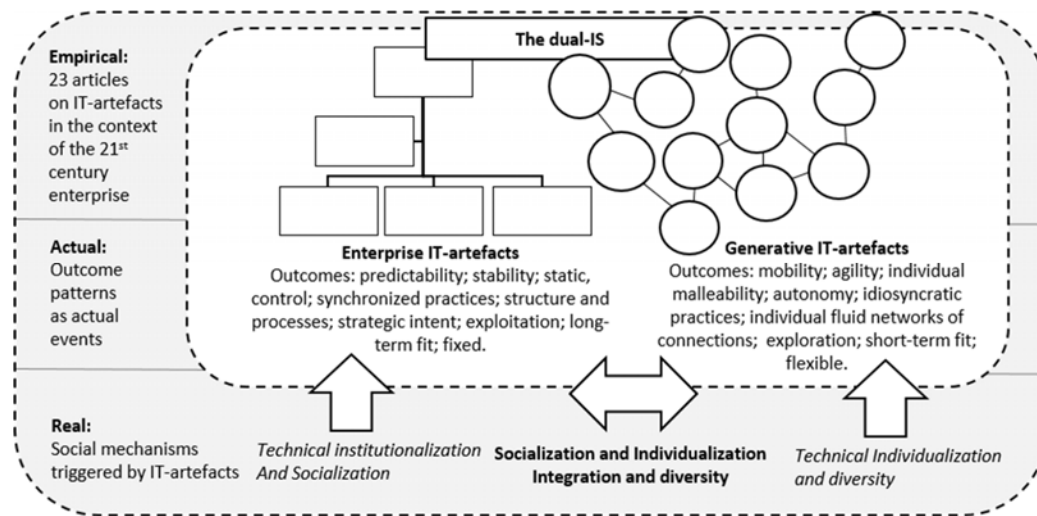 The dual-IS
Empirical:
23 articles
on IT-artefacts
in the context
of the 21st
century
enterprise
Actual:
Outcome
patterns
as actual
events
Enterprise IT-artefacts
Outcomes: predictability; stability; static,
control; synchronized practices; structure and
processes; strategic intent; exploitation; long-
term fit; fixed.
Generative IT-artefacts
Outcomes: mobility; agility; individual
malleability; autonomy; idiosyncratic
practices; individual fluid networks of
connections; exploration; short-term fit;
flexible.
Real:
Social mechanisms
triggered by IT-artefacts
Technical institutionalization
And Socialization
Socialization and Individualization
Integration and diversity
Technical Individualization
and diversity